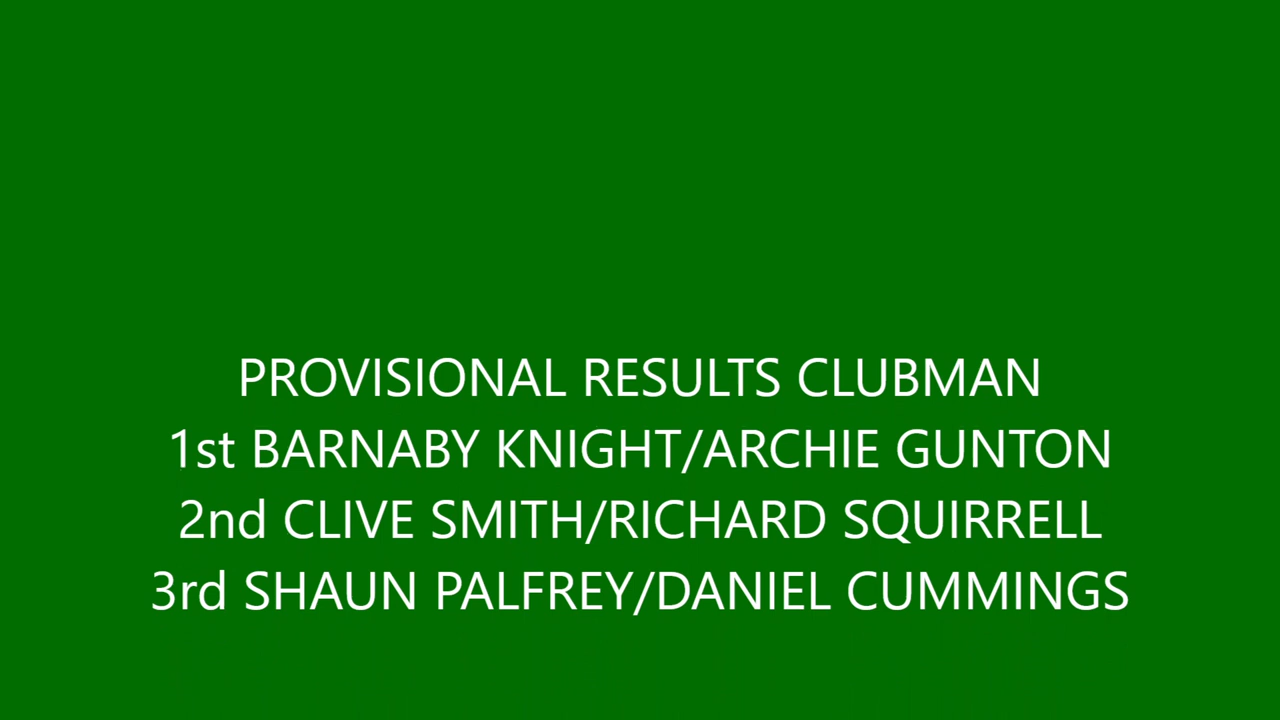 PROVISIONAL RESULTS CLUBMAN
1st BARNABY KNIGHT/ARCHIE GUNTON
2nd CLIVE SMITH/RICHARD SQUIRRELL
3rd SHAUN PALFREY/DANIEL CUMMINGS